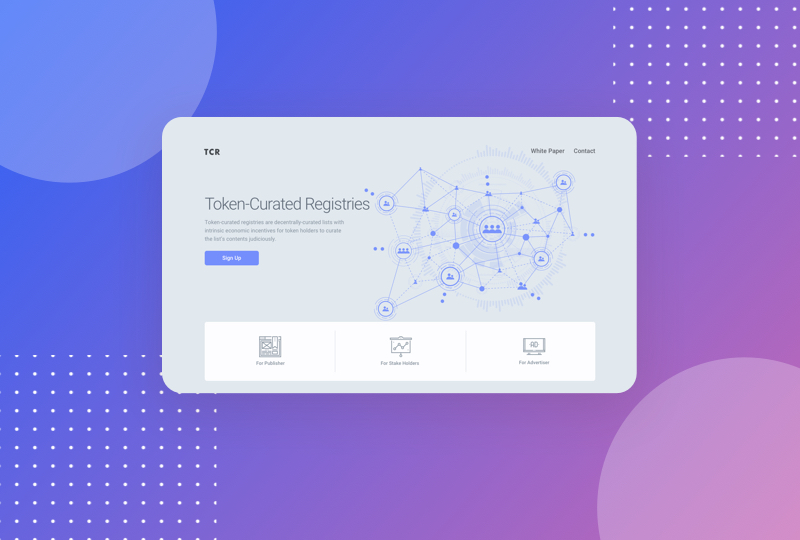 TCR
White Paper Contact
Token-Curated Registries
Token-curated registries are decentrally-curated lists with
intrinsic economic incentives for token holders to curate
the list's contents judiciously.
Sign Up
For Publisher
For Stake Holders
AD
For Advertiser